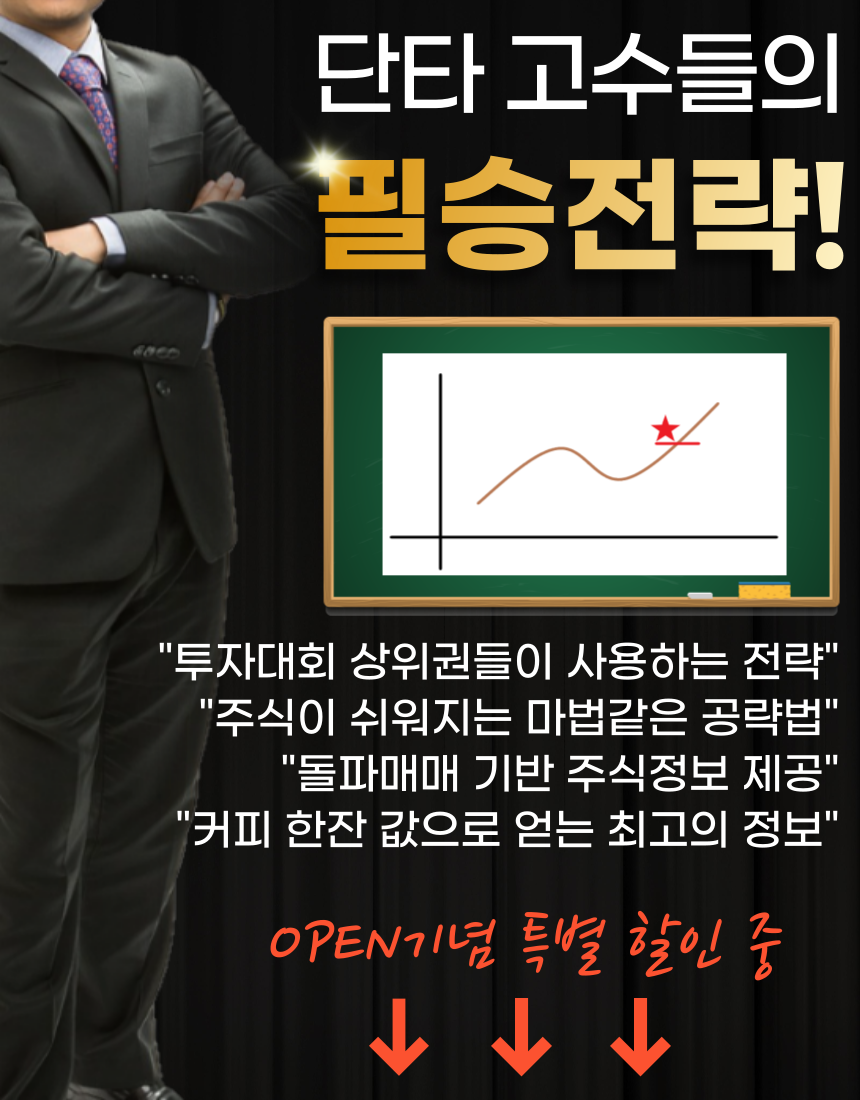 단타 고수들의
필승전략!
"투자대회 상위권들이 사용하는 전략"
"주식이 쉬워지는 마법같은 공략법"
"돌파매매 기반 주식정보 제공"
"커피 한잔 값으로 얻는 최고의 정보"
OPEN기념 특별 할인 중